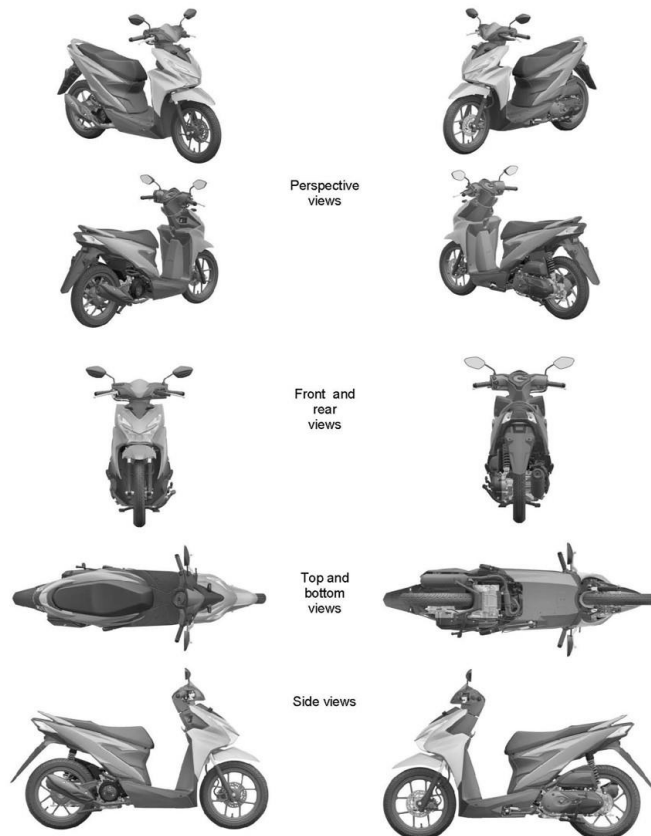 Perspective
views
Front and
rear
views
Top and
bottom
views
Side views